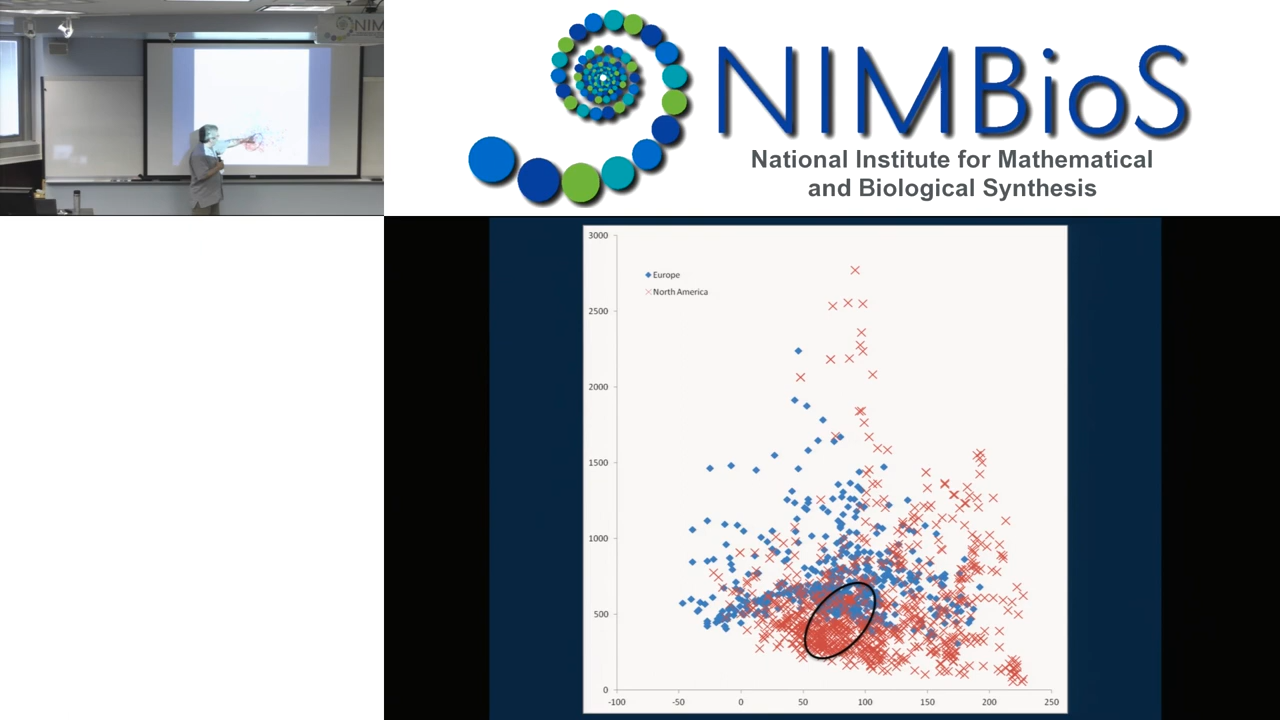 NIM
NIMBioS
National Institute for Mathematical
and Biological Synthesis
3000
Europe
North America
2500
2000
1500
1000
500
0
-100 -50 0 50 100 150 200 250